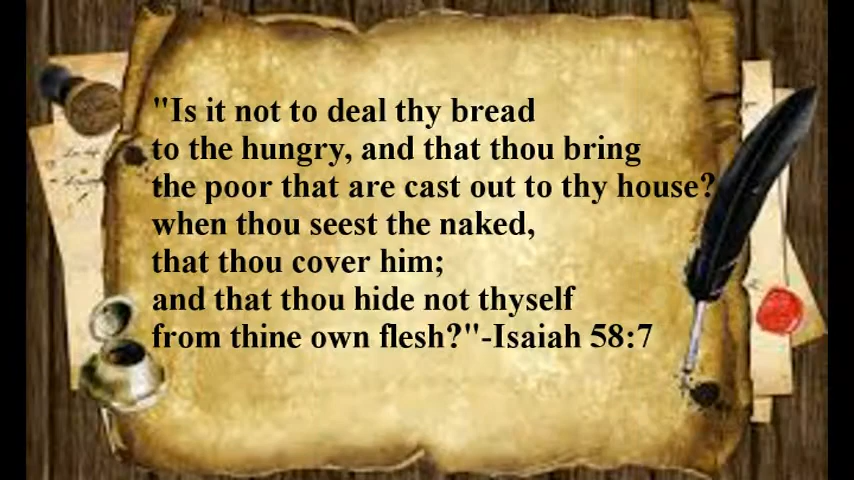 "Is it not to deal thy bread
to the hungry, and that thou bring
the poor that are cast out to thy house?
when thou seest the naked,
that thou cover him;
and that thou hide not thyself
from thine own flesh?"-Isaiah 58:7